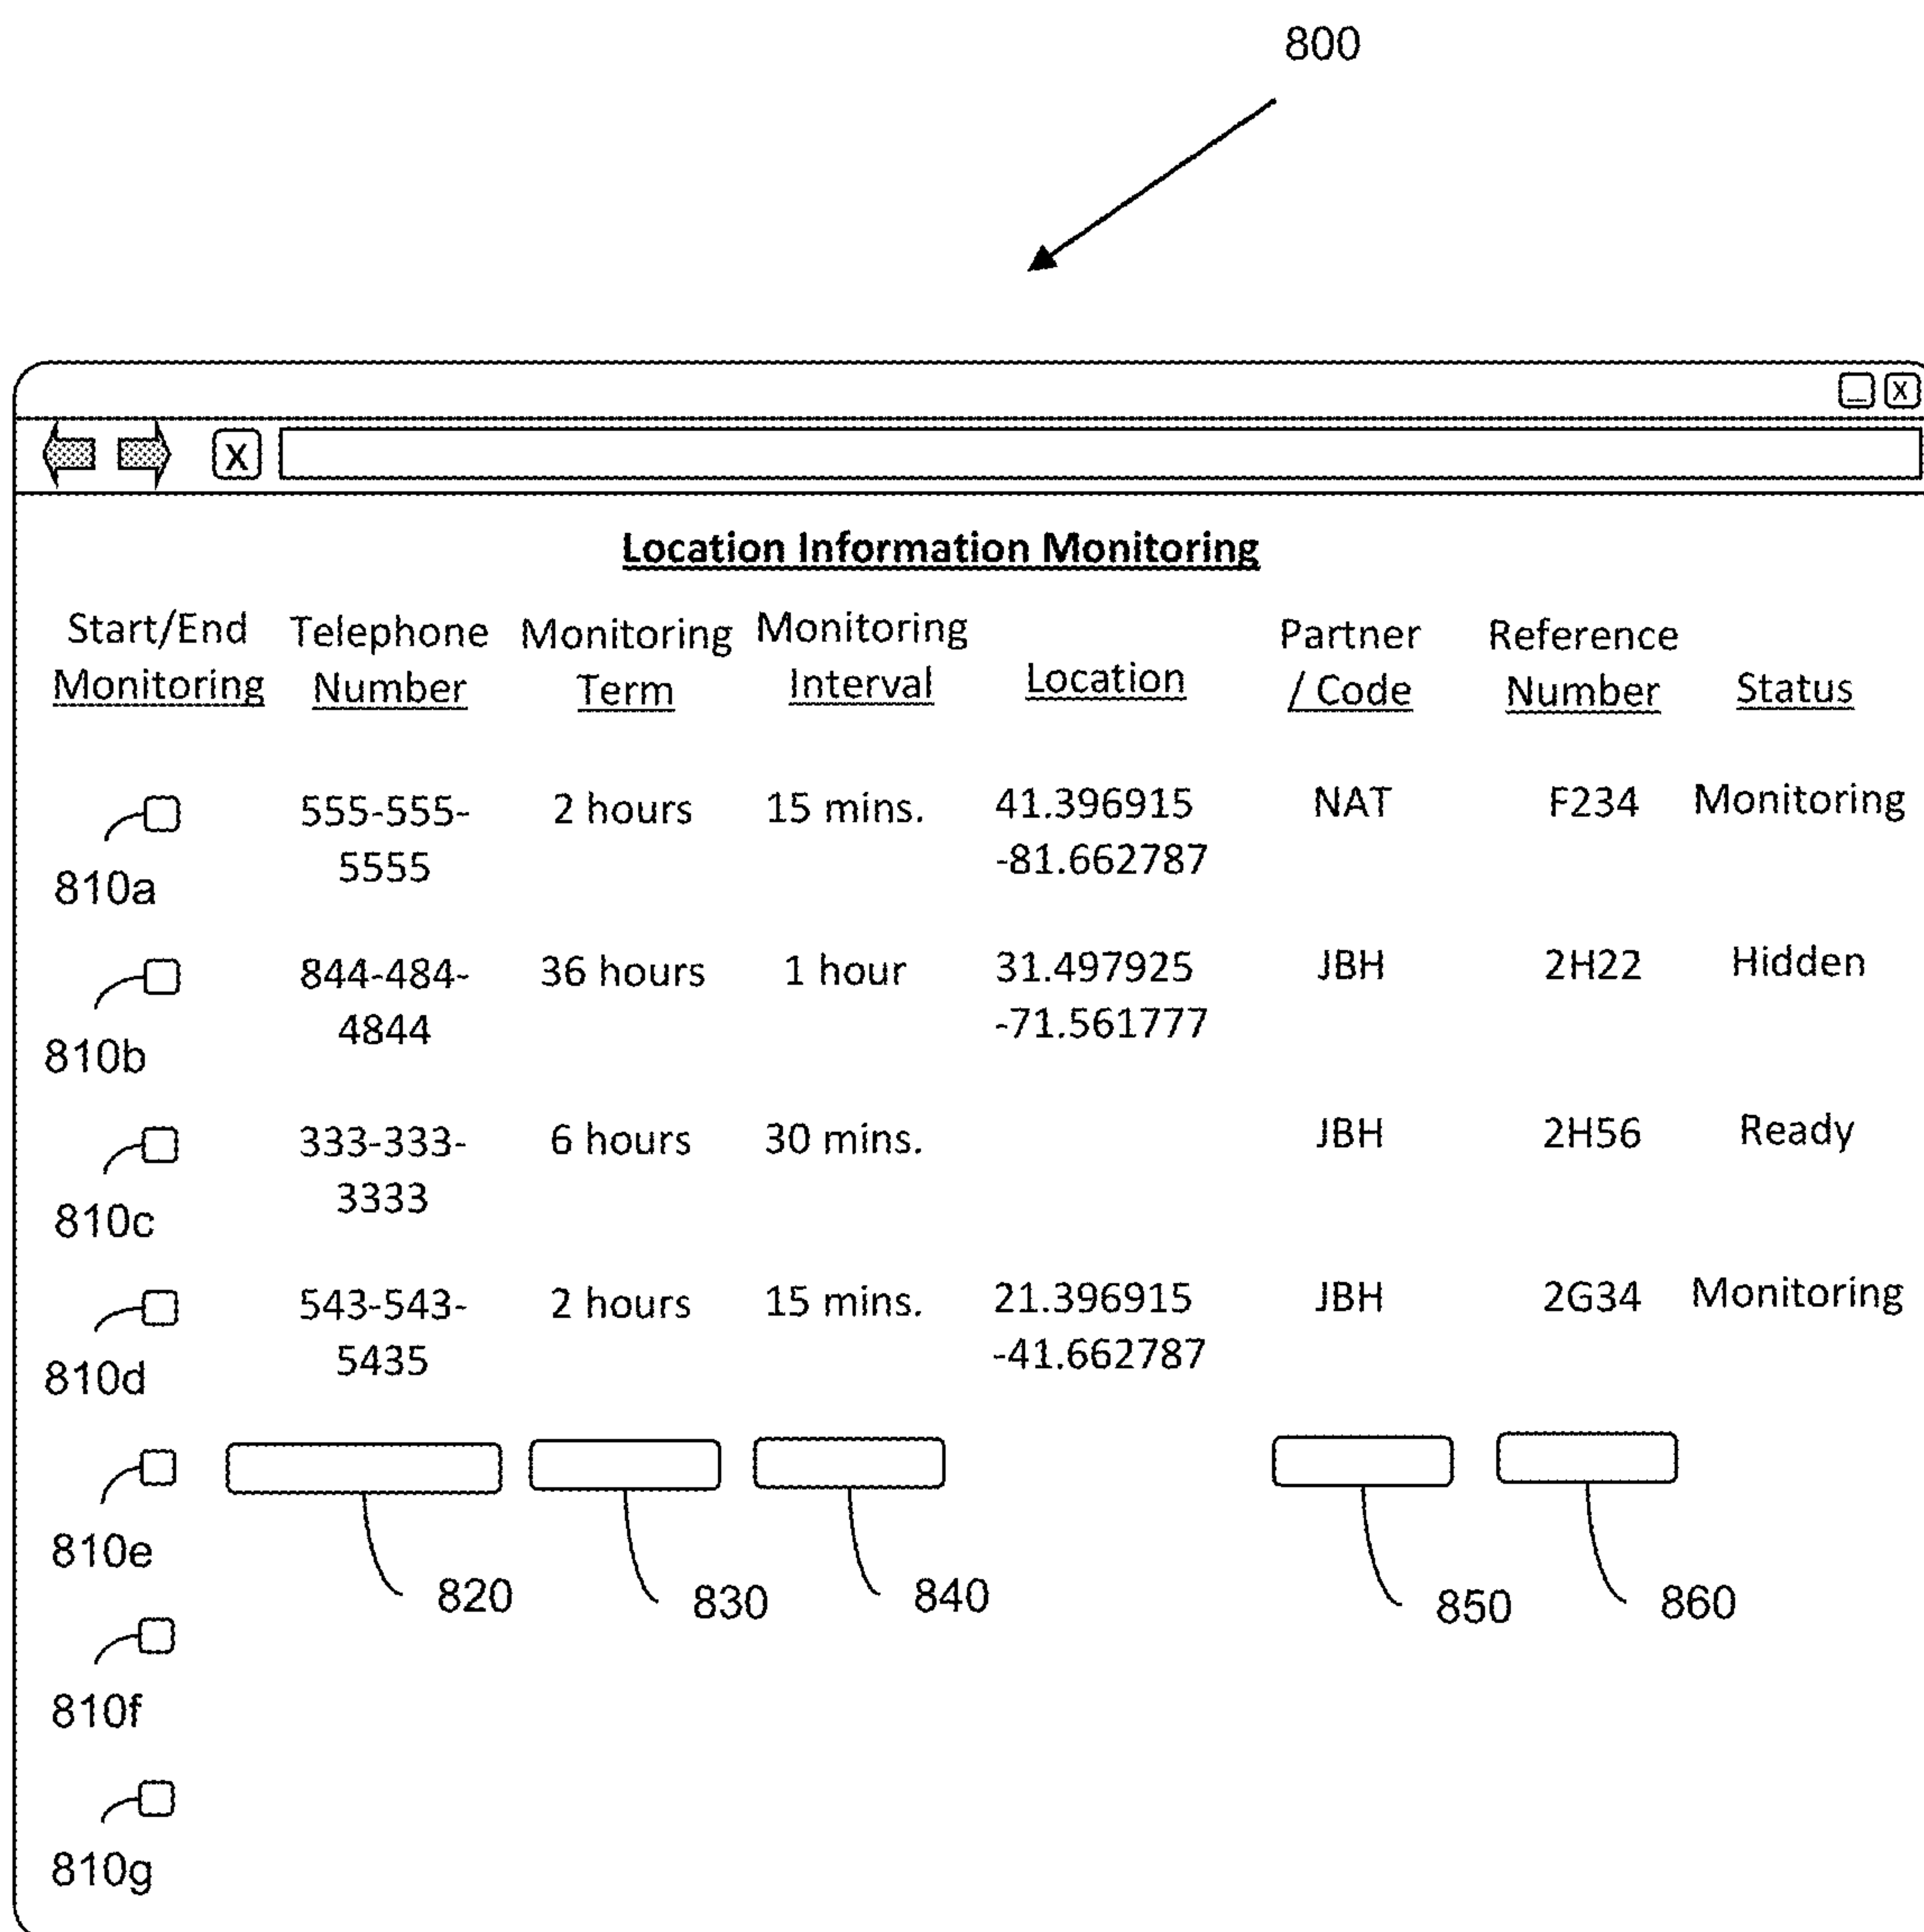 800
_ X
X
Location Information Monitoring
Start/End Telephone Monitoring Monitoring Partner Reference
Monitoring Number Term Interval Location / Code Number Status
555-555- 2 hours 15 mins. 41.396915 NAT F234 Monitoring
5555 -81.662787
810a
844-484- 36 hours 1 hour 31.497925 JBH 2H22 Hidden
4844 -71.561777
810b
333-333- 6 hours 30 mins. JBH 2H56 Ready
3333
810c
543-543- 2 hours 15 mins. 21.396915 JBH 2G34 Monitoring
5435 -41.662787
810d
810e
820 830 840 850 860
810f
810g